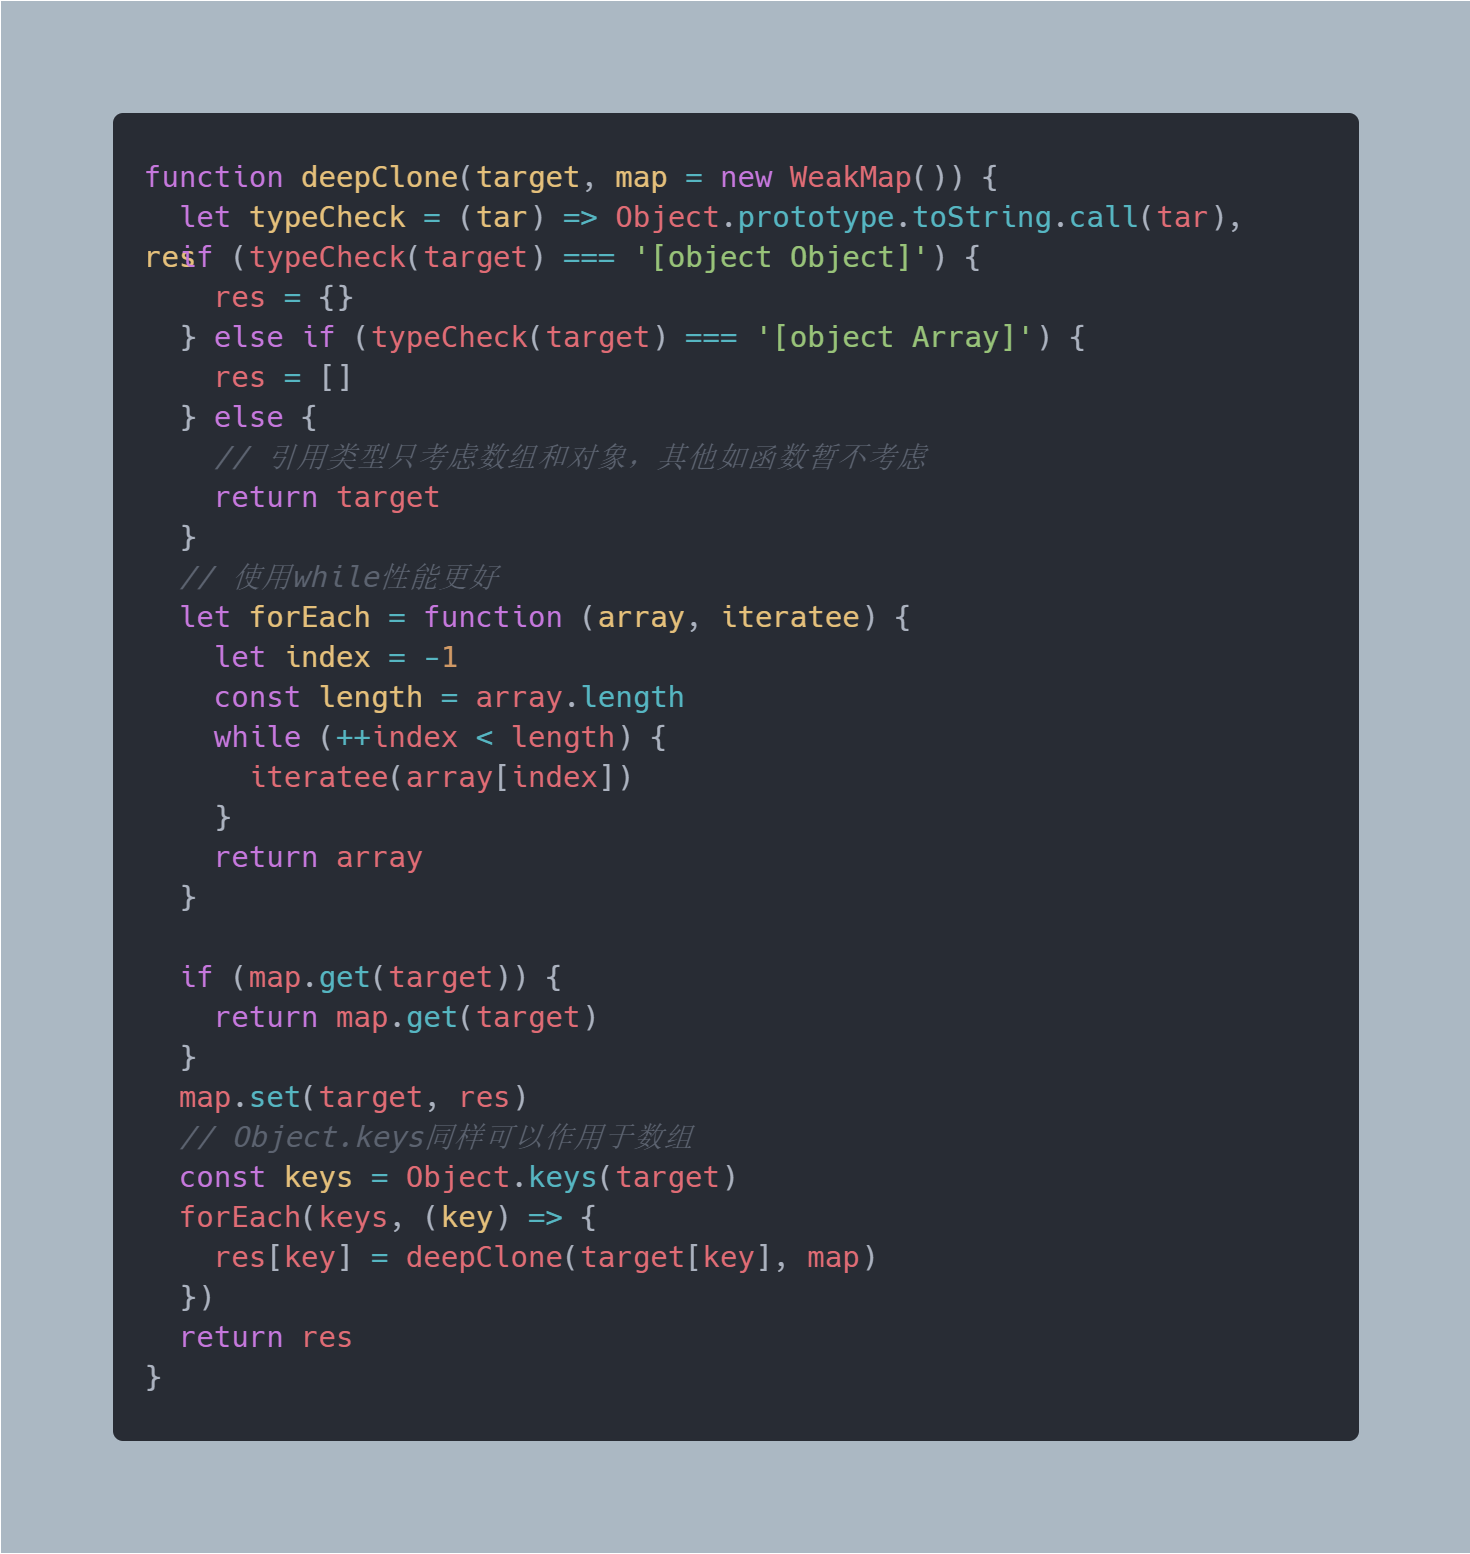 function deepClone(target, map = new WeakMap()) {
  let typeCheck = (tar) => Object.prototype.toString.call(tar),
res
  if (typeCheck(target) === '[object Object]') {
    res = {}
  } else if (typeCheck(target) === '[object Array]') {
    res = []
  } else {
    // 引用类型只考虑数组和对象，其他如函数暂不考虑
    return target
  }
  // 使用while性能更好
  let forEach = function (array, iteratee) {
    let index = -1
    const length = array.length
    while (++index < length) {
      iteratee(array[index])
    }
    return array
  }

  if (map.get(target)) {
    return map.get(target)
  }
  map.set(target, res)
  // Object.keys同样可以作用于数组
  const keys = Object.keys(target)
  forEach(keys, (key) => {
    res[key] = deepClone(target[key], map)
  })
  return res
}